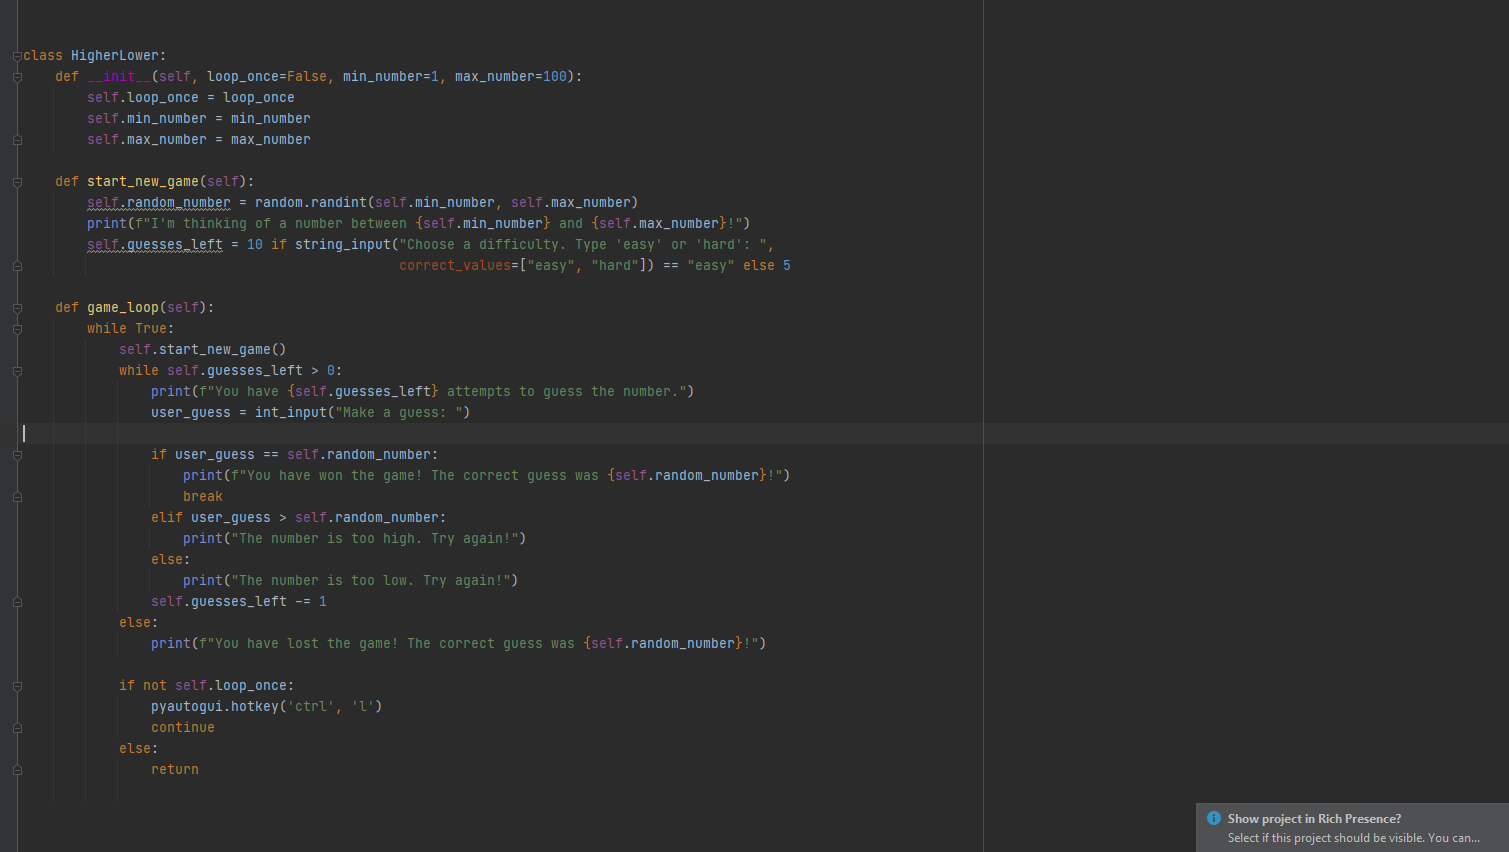 class HigherLower:
    def __init__(self, loop_once=False, min_number=1, max_number=100):
        self.loop_once = loop_once
        self.min_number = min_number
        self.max_number = max_number

    def start_new_game(self):
        self.random_number = random.randint(self.min_number, self.max_number)
        print(f"I'm thinking of a number between {self.min_number} and {self.max_number}!")
        self.guesses_left = 10 if string_input("Choose a difficulty. Type 'easy' or 'hard': ",
                                               correct_values=["easy", "hard"]) == "easy" else 5

    def game_loop(self):
        while True:
            self.start_new_game()
            while self.guesses_left > 0:
                print(f"You have {self.guesses_left} attempts to guess the number.")
                user_guess = int_input("Make a guess: ")

                if user_guess == self.random_number:
                    print(f"You have won the game! The correct guess was {self.random_number}!")
                    break
                elif user_guess > self.random_number:
                    print("The number is too high. Try again!")
                else:
                    print("The number is too low. Try again!")
                self.guesses_left -= 1
            else:
                print(f"You have lost the game! The correct guess was {self.random_number}!")

            if not self.loop_once:
                pyautogui.hotkey('ctrl', 'l')
                continue
            else:
                return
Show project in Rich Presence?
Select if this project should be visible. You can...